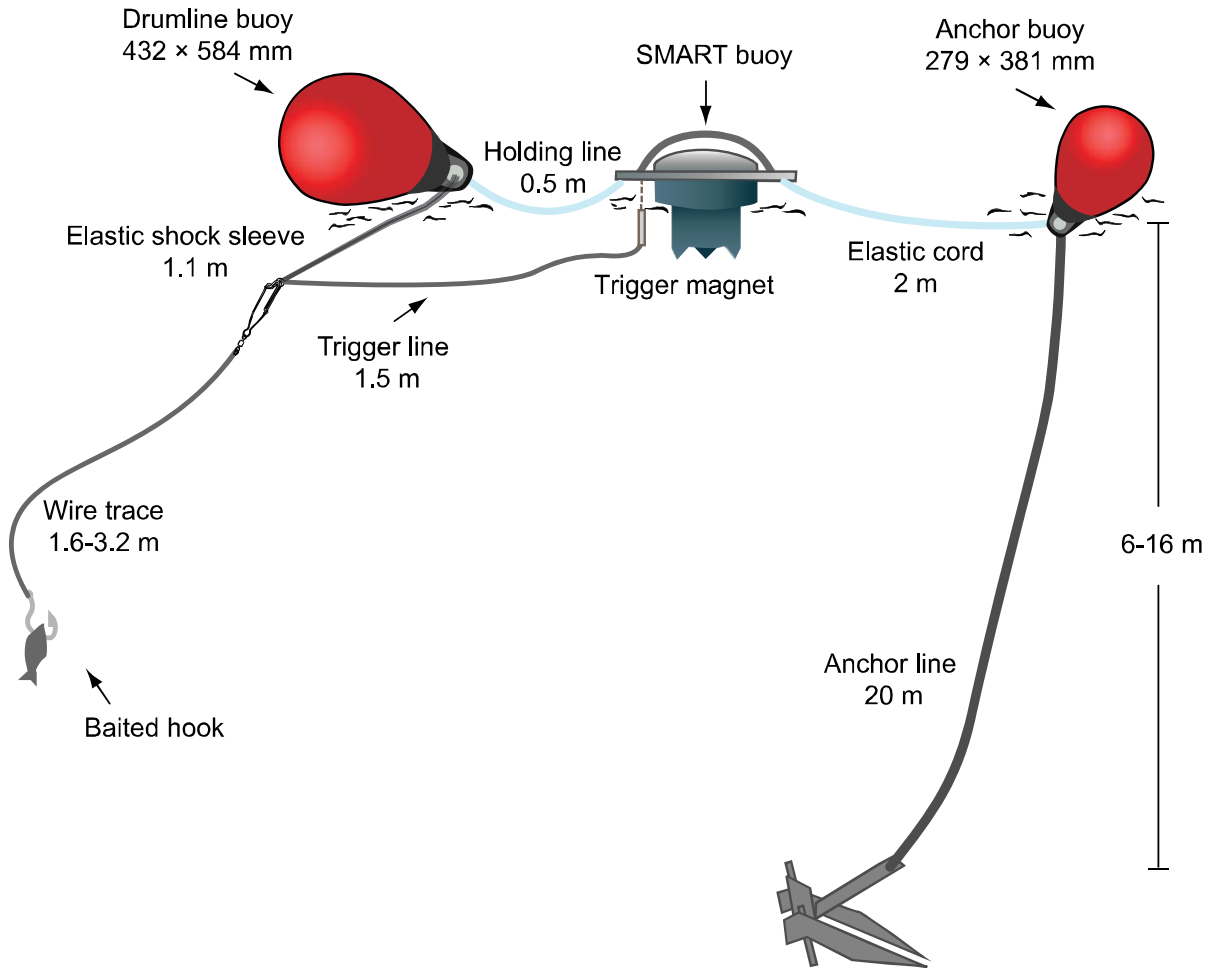 Drumline buoy
432 × 584 mm
SMART buoy
Anchor buoy
279 × 381 mm
Holding line
0.5 m
Elastic shock sleeve
1.1 m
Trigger magnet
Elastic cord
2 m
Trigger line
1.5 m
Wire trace
1.6-3.2 m
6-16 m
Anchor line
20 m
Baited hook